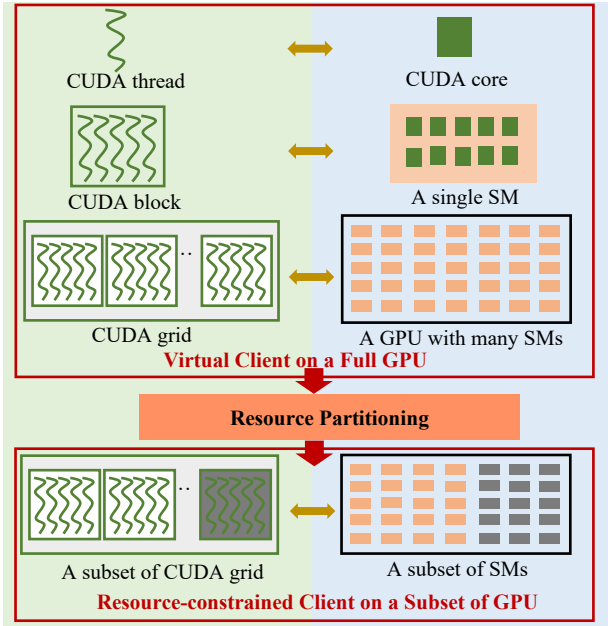 CUDA thread
CUDA core
CUDA block
A single SM
..
CUDA grid
A GPU with many SMs
Virtual Client on a Full GPU
Resource Partitioning
..
A subset of CUDA grid
A subset of SMs
Resource-constrained Client on a Subset of GPU